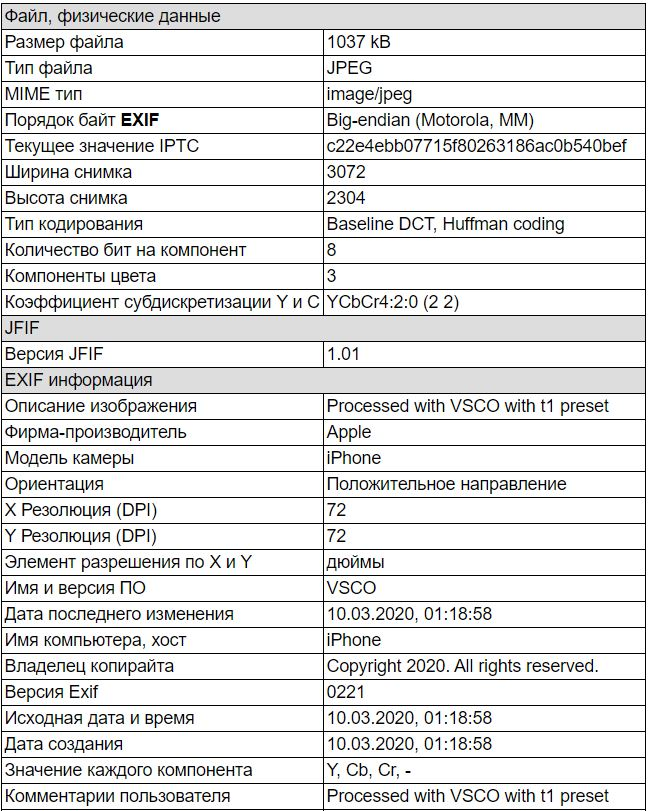 Файл, физические данные
Размер файла 1037 kB
Тип файла JPEG
MIME тип image/jpeg
Порядок байт EXIF Big-endian (Motorola, MM)
Текущее значение IPTC c22e4ebb07715f80263186ac0b540bef
Ширина снимка 3072
Высота снимка 2304
Тип кодирования Baseline DCT, Huffman coding
Количество бит на компонент 8
Компоненты цвета 3
Коэффициент субдискретизации Y и C YCbCr4:2:0 (2 2)
JFIF
Версия JFIF 1.01
EXIF информация
Описание изображения Processed with VSCO with t1 preset
Фирма-производитель Apple
Модель камеры iPhone
Ориентация Положительное направление
X Резолюция (DPI) 72
Y Резолюция (DPI) 72
Элемент разрешения по X и Y дюймы
Имя и версия ПО VSCO
Дата последнего изменения 10.03.2020, 01:18:58
Имя компьютера, хост iPhone
Владелец копирайта Copyright 2020. All rights reserved.
Версия Exif 0221
Исходная дата и время 10.03.2020, 01:18:58
Дата создания 10.03.2020, 01:18:58
Значение каждого компонента Y, Cb, Cr, -
Комментарии пользователя Processed with VSCO with t1 preset